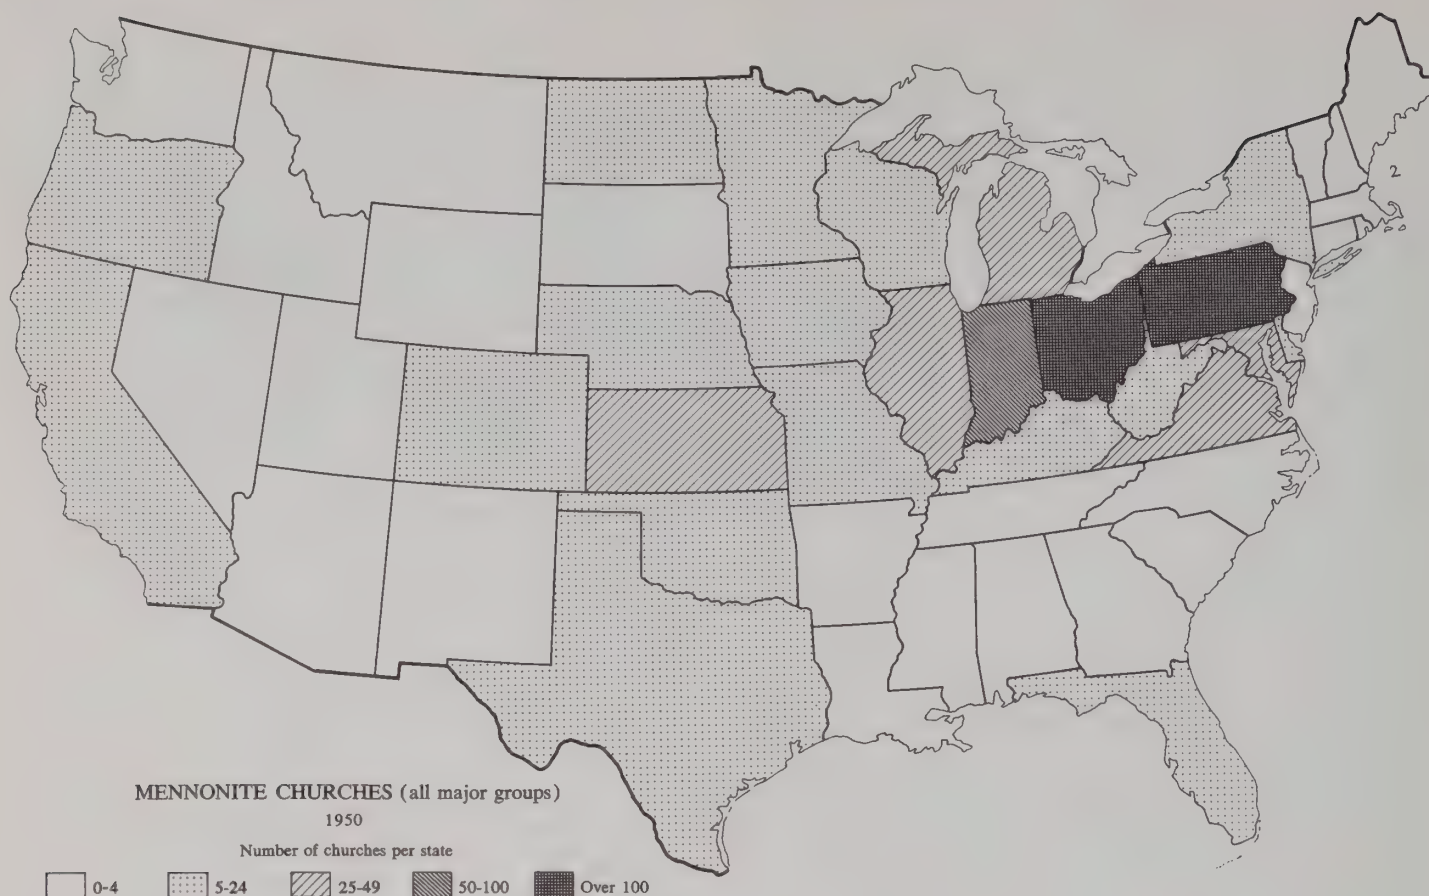 2
MENNONITE CHURCHES (all major groups)
1950
Number of churches per state
0-4 5-24 25-49 50-100 Over 100